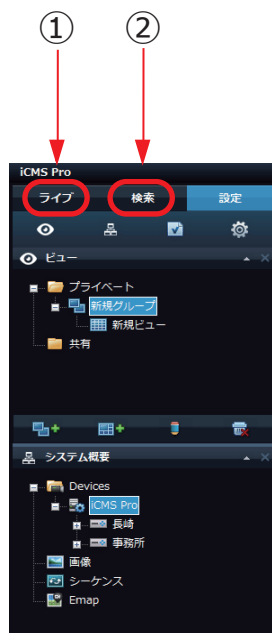 ① ②
iCMS Pro
ライブ 検索 設定
ビュー
プライベート
新規グループ
新規ビュー
共有
システム概要
Devices
iCMS Pro
長崎
事務所
画像
シーケンス
Emap